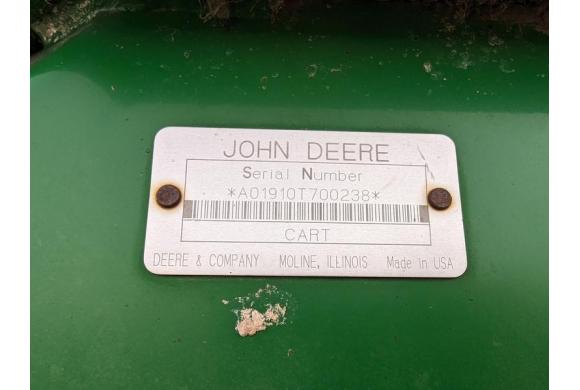 JOHN DEERE
Serial Number
*A01910T700238*
CART
DEERE & COMPANY MOLINE, ILLINOIS Made in USA